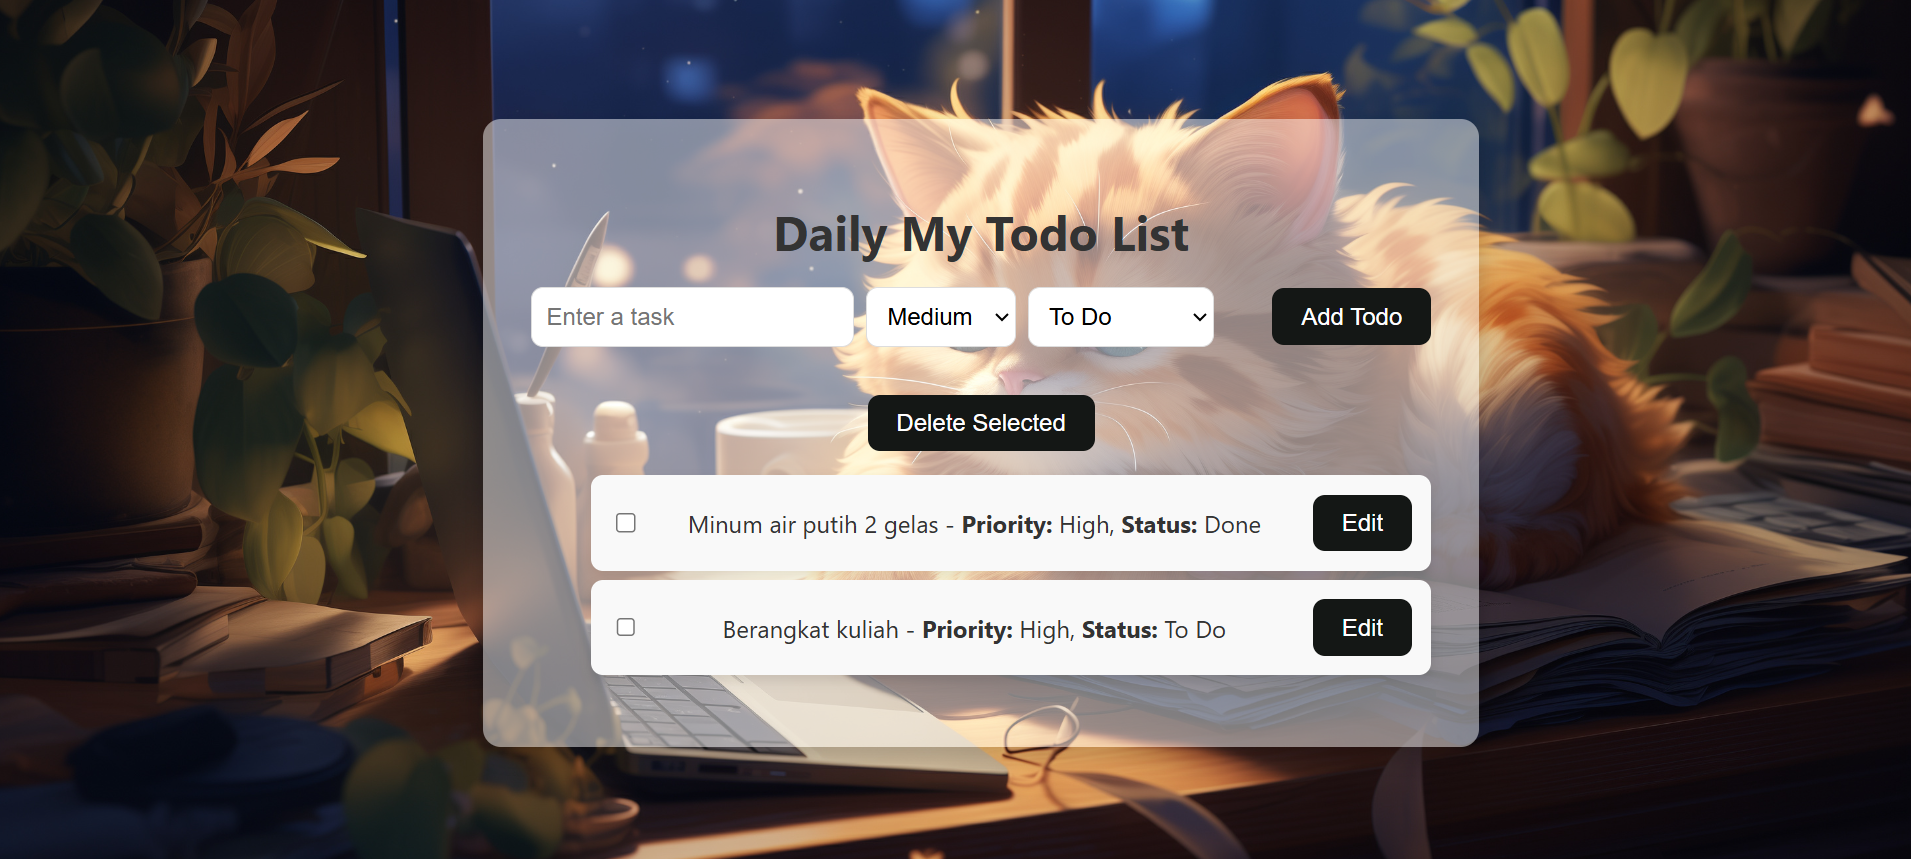 Daily My Todo List
Enter a task Medium To Do Add Todo
Delete Selected
Minum air putih 2 gelas - Priority: High, Status: Done Edit
Berangkat kuliah - Priority: High, Status: To Do Edit